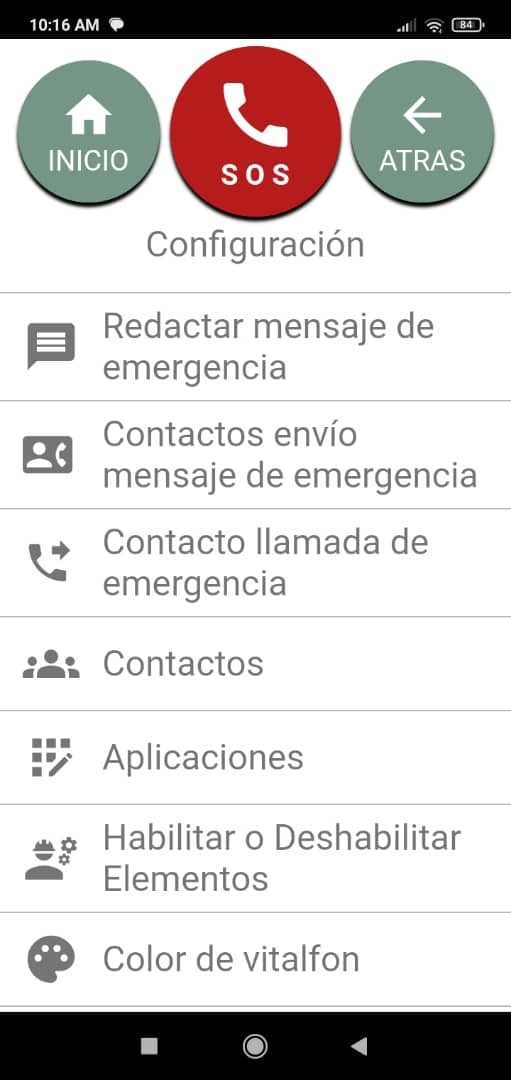 10:16 AM
84
INICIO
SOS
ATRAS
Configuración
Redactar mensaje de
emergencia
Contactos envío
mensaje de emergencia
Contacto llamada de
emergencia
Contactos
Aplicaciones
Habilitar o Deshabilitar
Elementos
Color de vitalfon